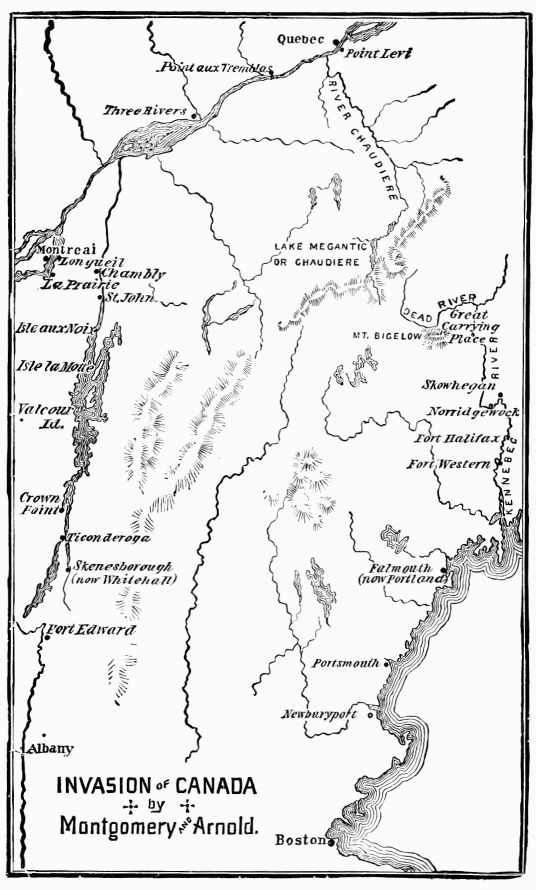 Quebec
Point Levi
Point aux Trembles
Three Rivers
RIVER CHAUDIERE
LAKE MEGANTIC
OR CHAUDIERE
Montreal
Longueil
Chambly
La Prairie
St. John
DEAD RIVER
Great
Carrying
Place
MT. BIGELOW
Isle aux Noix
Isle la Moue
Valcour
Id.
Skowhegan
Norridgewock
Fort Halifax
Fort Western
KENNEBEC RIVER
Crown
Point
Ticonderoga
Skenesborough
(now Whitehall)
Falmouth
(now Portland)
Fort Edward
Portsmouth
Newburyport
Albany
INVASION OF CANADA
by
Montgomery AND Arnold.
Boston